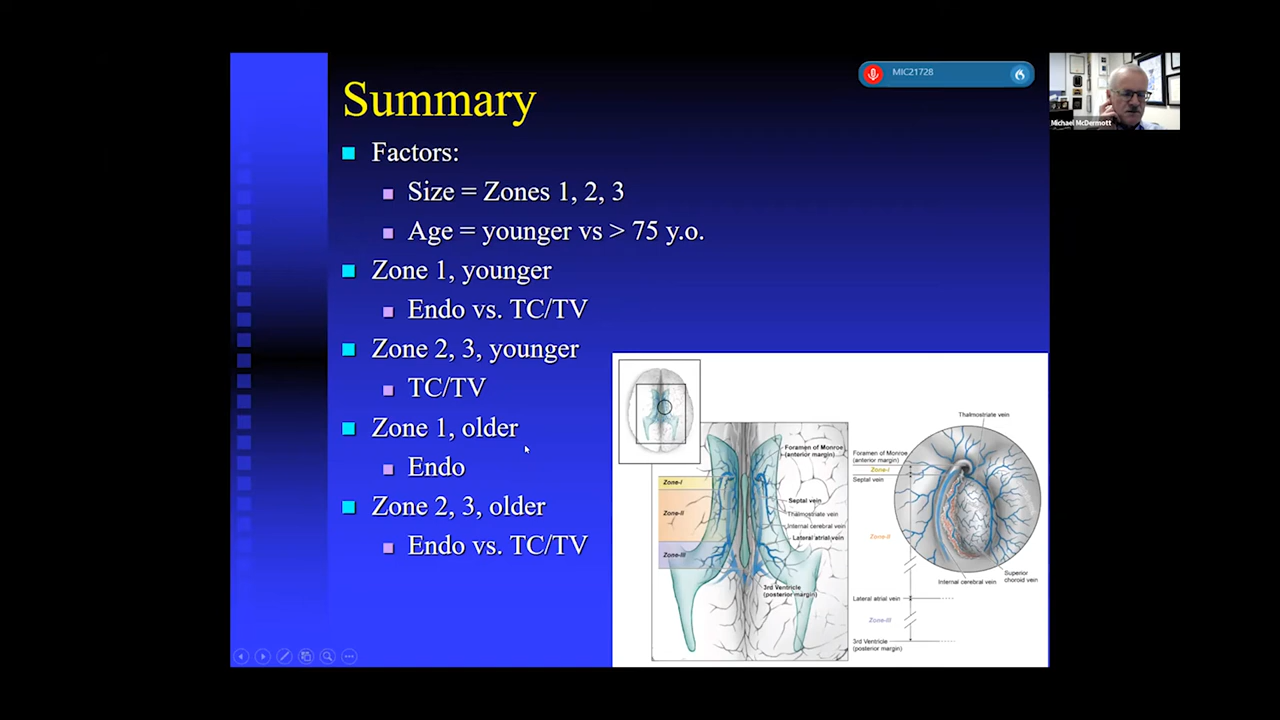 Summary
MIC21728
Michael McDermott
Factors:
Size = Zones 1, 2, 3
Age = younger vs > 75 y.o.
Zone 1, younger
Endo vs. TC/TV
Zone 2, 3, younger
TC/TV
Zone 1, older
Endo
Zone 2, 3, older
Endo vs. TC/TV
Foramen of Monroe
(anterior margin)
Zone-I
Septal vein
Zone-II
Thalmostriate vein
Internal cerebral vein
Lateral atrial vein
Zone-III
3rd Ventricle
(posterior margin)
Thalmostriate vein
Foramen of Monroe
(anterior margin)
Zone-I
Septal vein
Zone-II
Internal cerebral vein
Superior
choroid vein
Lateral atrial vein
Zone-III
3rd Ventricle
(posterior margin)